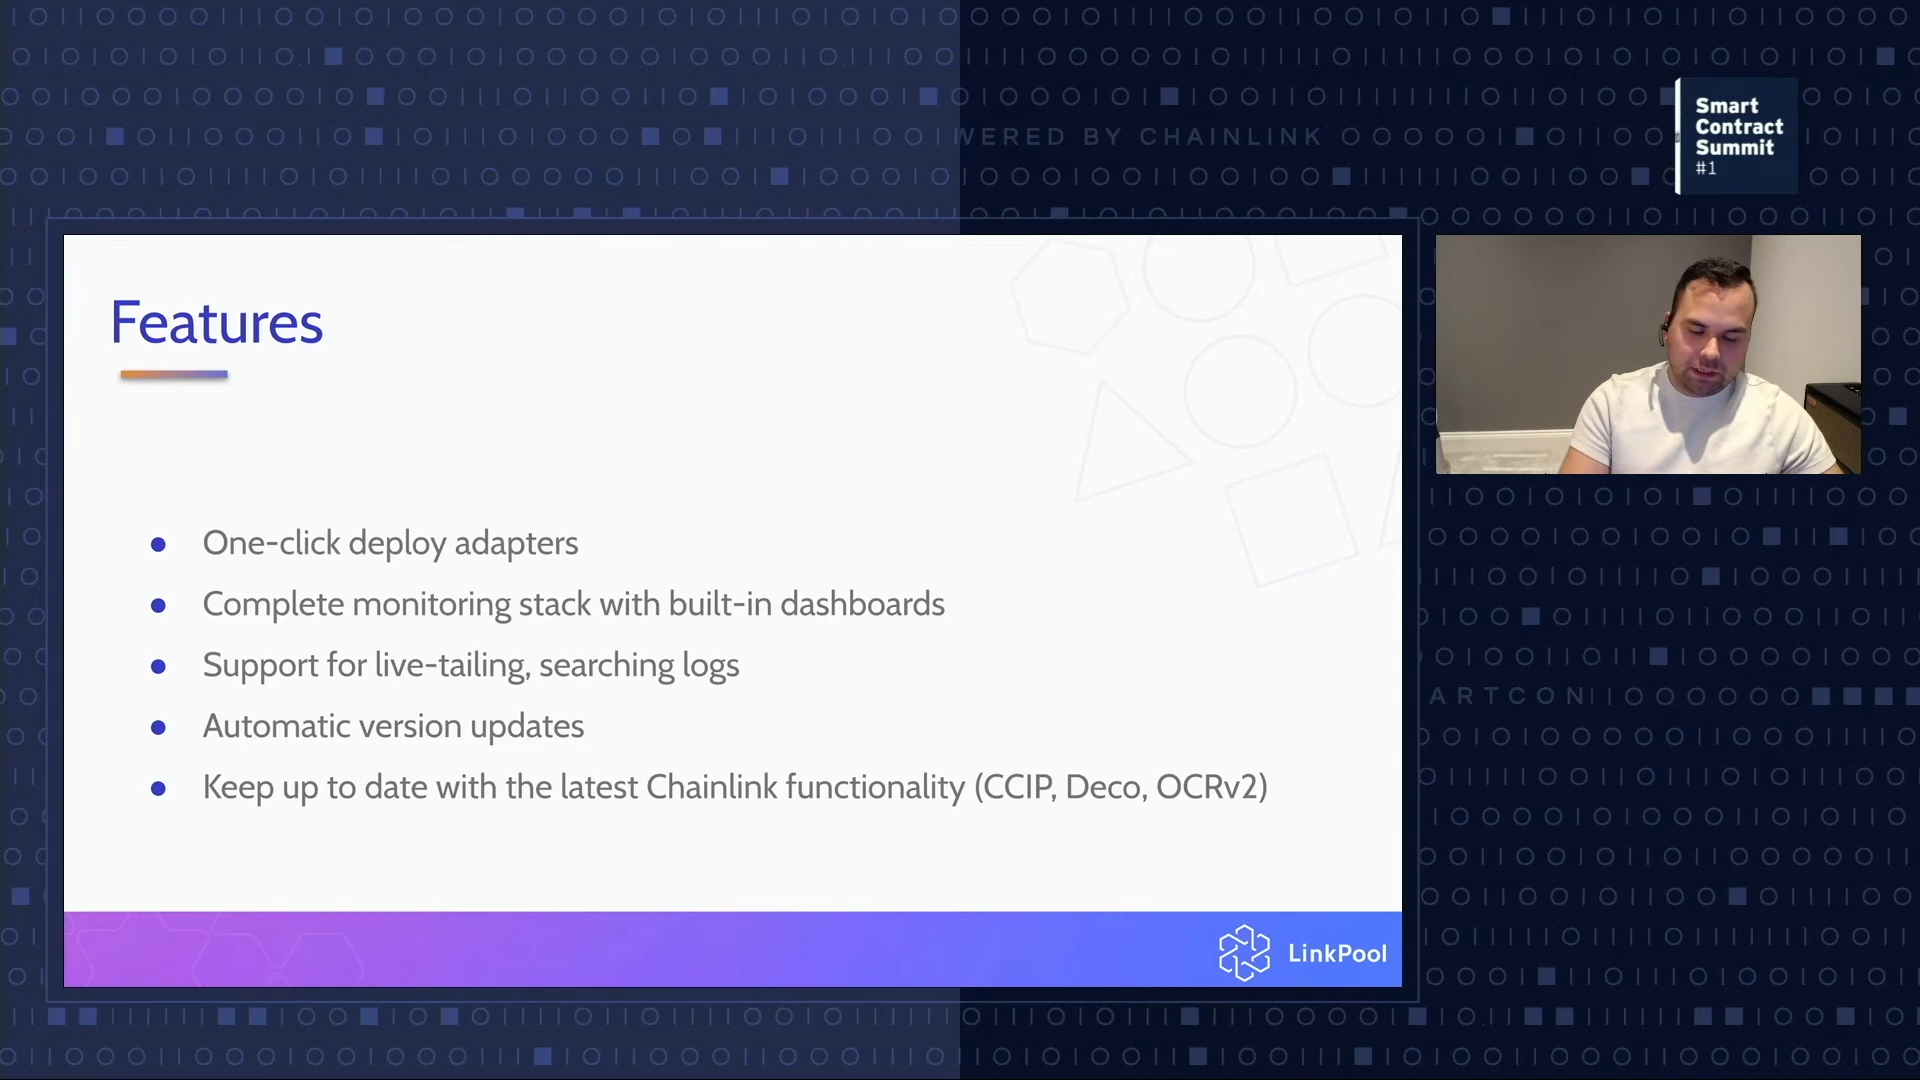 WERED BY CHAINLINK
Smart
Contract
Summit
#1
Features
One-click deploy adapters
Complete monitoring stack with built-in dashboards
Support for live-tailing, searching logs
Automatic version updates
Keep up to date with the latest Chainlink functionality (CCIP, Deco, OCRv2)
ARTCON
LinkPool